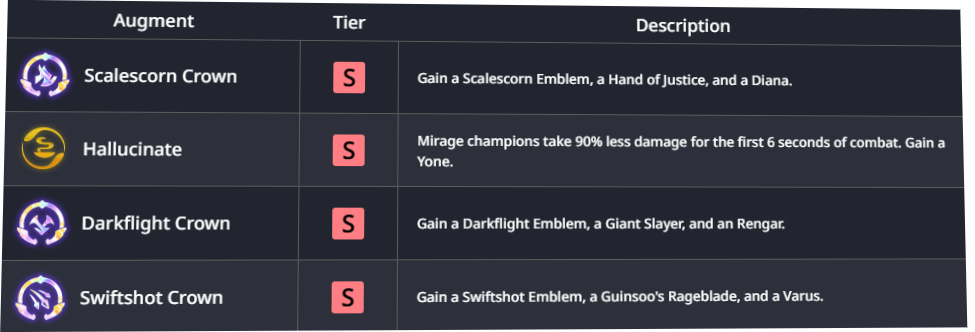 Augment Tier Description
Scalescorn Crown S Gain a Scalescorn Emblem, a Hand of Justice, and a Diana.
Hallucinate S Mirage champions take 90% less damage for the first 6 seconds of combat. Gain a
Yone.
Darkflight Crown S Gain a Darkflight Emblem, a Giant Slayer, and an Rengar.
Swiftshot Crown S Gain a Swiftshot Emblem, a Guinsoo's Rageblade, and a Varus.